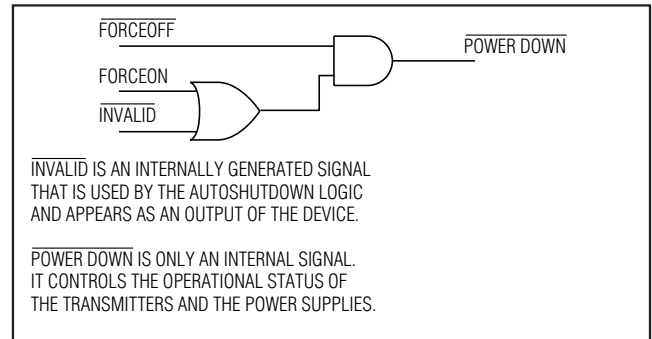 FORCEOFF
POWER DOWN
FORCEON
INVALID
INVALID IS AN INTERNALLY GENERATED SIGNAL
THAT IS USED BY THE AUTOSHUTDOWN LOGIC
AND APPEARS AS AN OUTPUT OF THE DEVICE.
POWER DOWN IS ONLY AN INTERNAL SIGNAL.
IT CONTROLS THE OPERATIONAL STATUS OF
THE TRANSMITTERS AND THE POWER SUPPLIES.